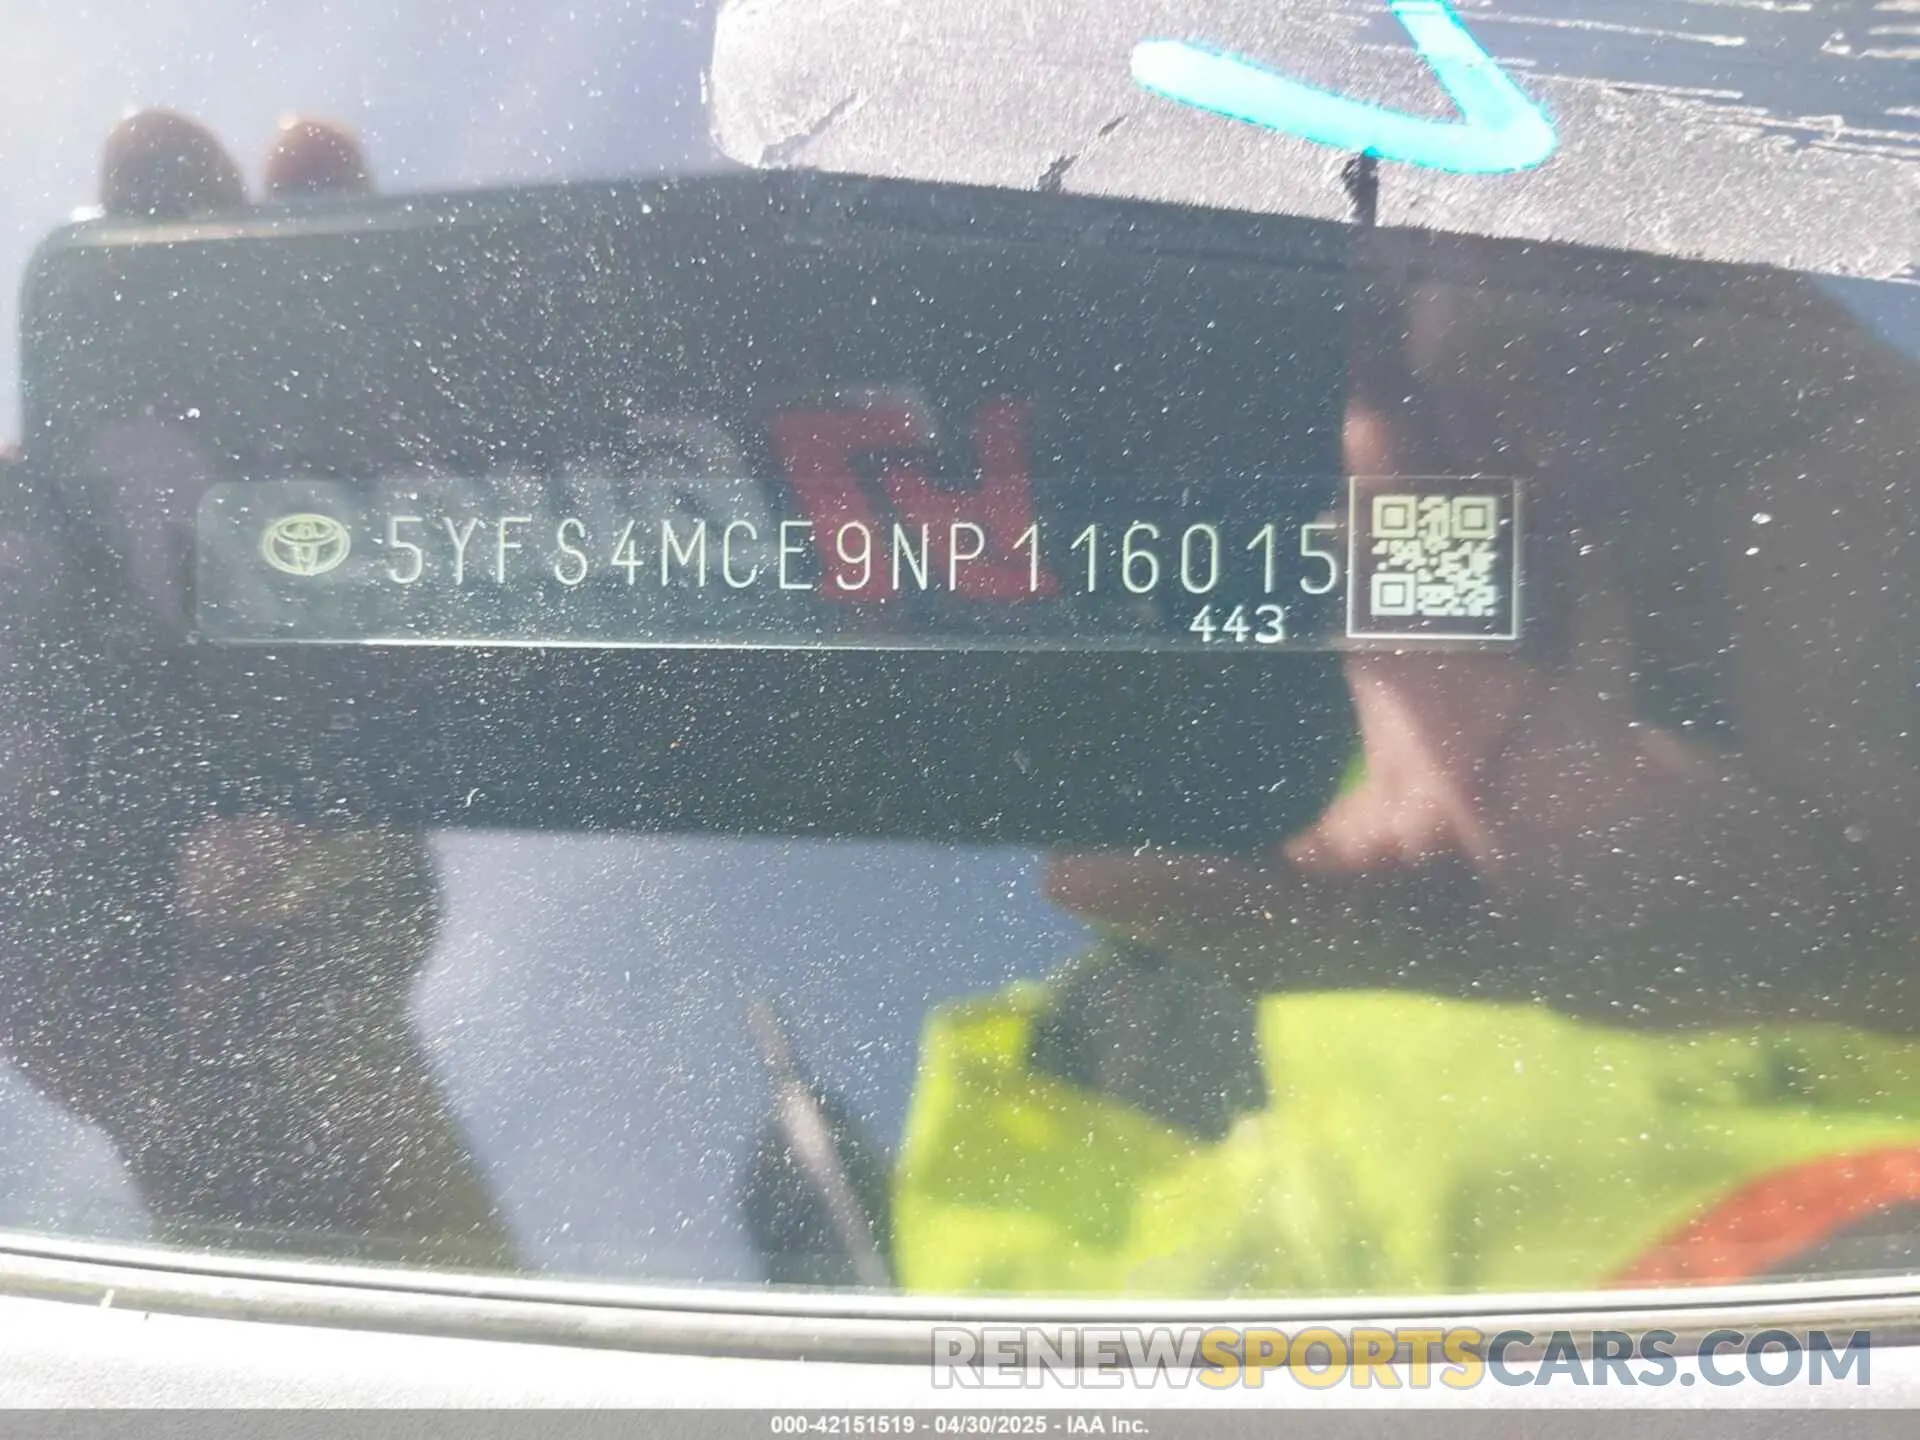 5YFS4MCE9NP116015
443
RENEWSPORTSCARS.COM
000-42151519 - 04/30/2025 - IAA Inc.